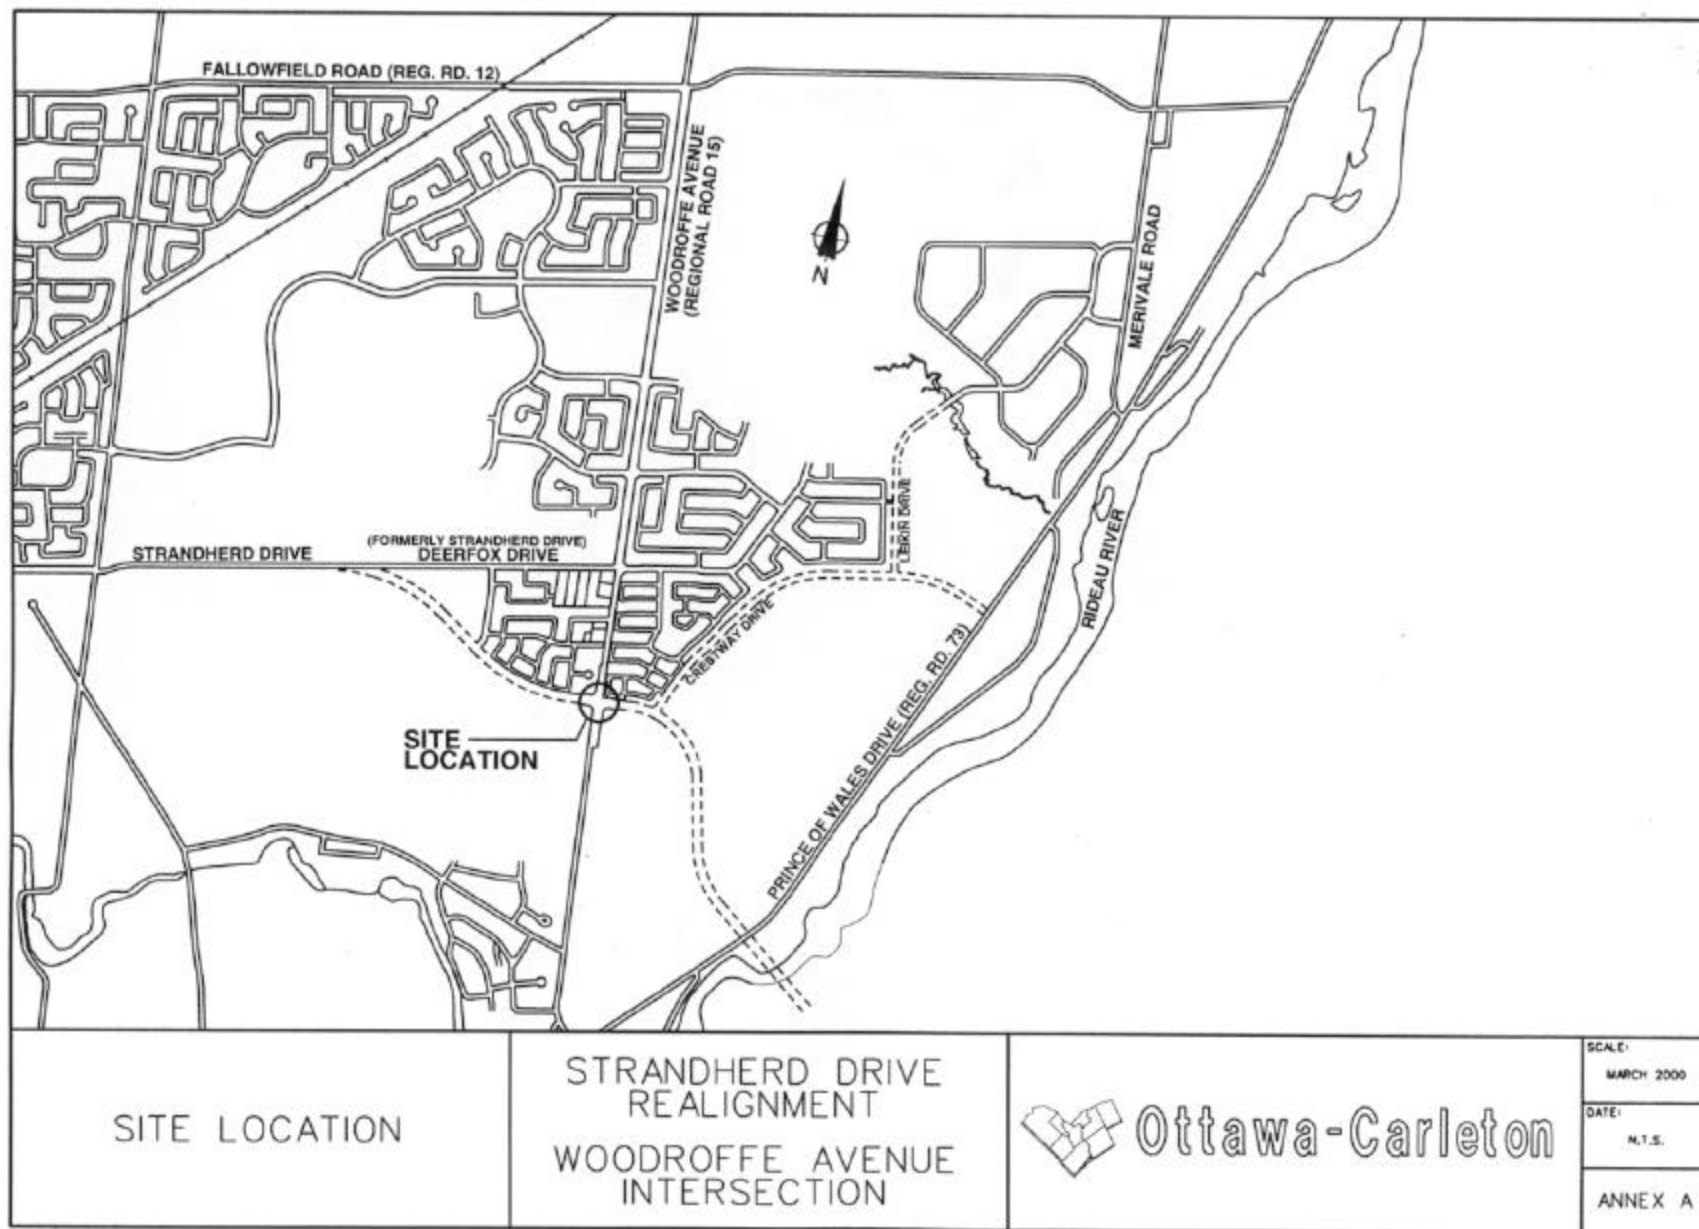 FALLOWFIELD ROAD (REG. RD. 12)
WOODROFFE AVENUE
(REGIONAL ROAD 15)
N
MERIVALE ROAD
LEIKIN DRIVE
(FORMERLY STRANDHERD DRIVE)
STRANDHERD DRIVE
DEERFOX DRIVE
RIDEAU RIVER
CRESTWAY DRIVE
PRINCE OF WALES DRIVE (REG. RD. 73)
SITE
LOCATION
SITE LOCATION
STRANDHERD DRIVE
REALIGNMENT
WOODROFFE AVENUE
INTERSECTION
Ottawa-Carleton
SCALE:
MARCH 2000
DATE:
N.T.S.
ANNEX A